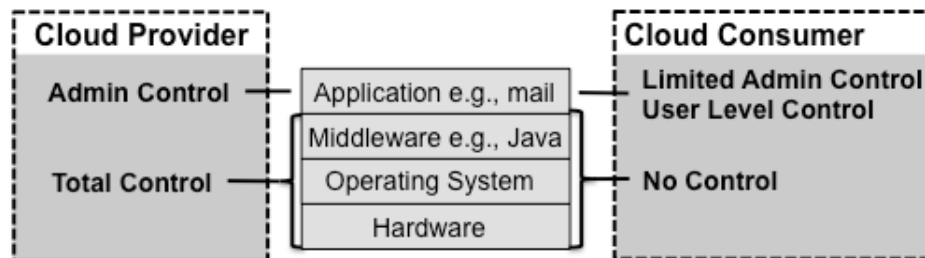 Cloud Provider
Admin Control
Total Control
Application e.g., mail
Middleware e.g., Java
Operating System
Hardware
Cloud Consumer
Limited Admin Control
User Level Control
No Control